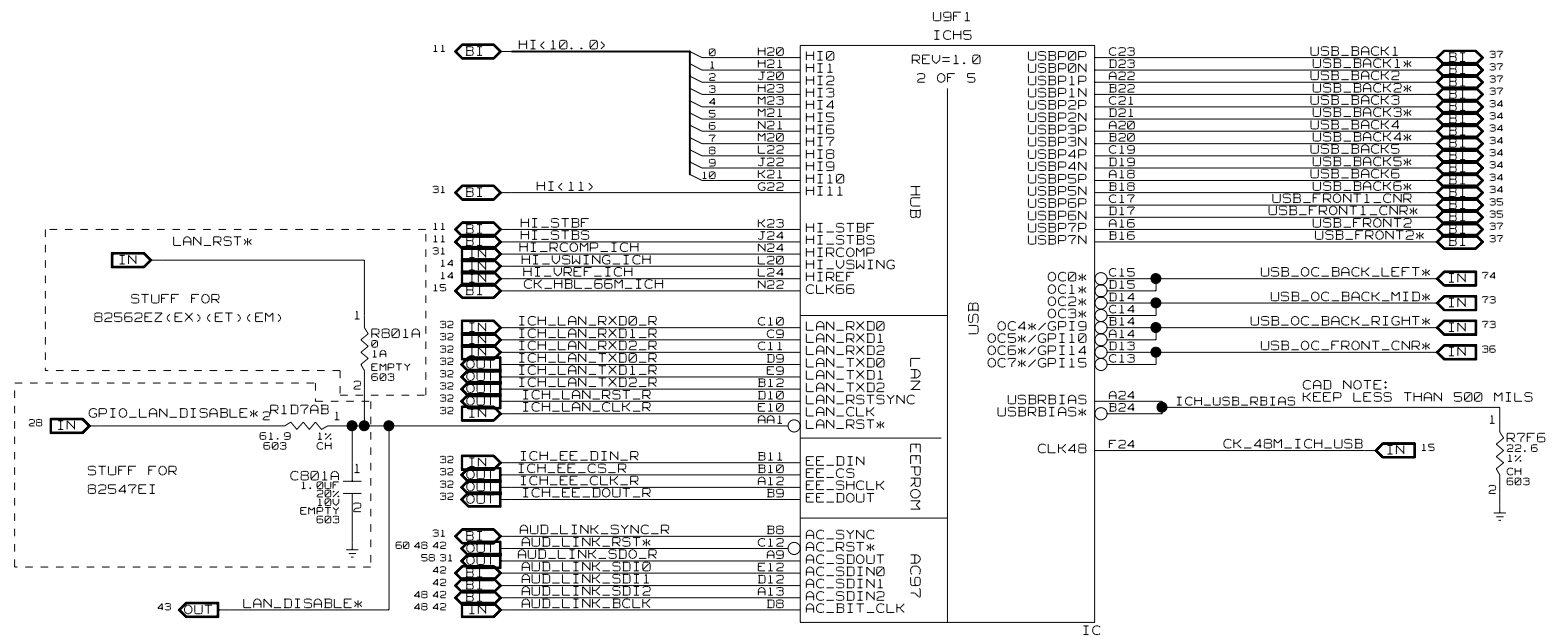 U9F1
ICH5
REV=1.0
2 OF 5
HUB
LAN
EEPROM
AC97
USB
IC
11 BI HI<10..0>
0 H20 HI0
1 H21 HI1
2 J20 HI2
3 H23 HI3
4 M23 HI4
5 M21 HI5
6 N21 HI6
7 M20 HI7
8 L22 HI8
9 J22 HI9
10 K21 HI10
31 BI HI<11> G22 HI11
11 BI HI_STBF K23 HI_STBF
11 BI HI_STBS J24 HI_STBS
31 IN HI_RCOMP_ICH N24 HIRCOMP
14 IN HI_VSWING_ICH L20 HI_VSWING
14 IN HI_VREF_ICH L24 HIREF
15 BI CK_HBL_66M_ICH N22 CLK66
32 IN ICH_LAN_RXD0_R C10 LAN_RXD0
32 IN ICH_LAN_RXD1_R C9 LAN_RXD1
32 IN ICH_LAN_RXD2_R C11 LAN_RXD2
32 OUT ICH_LAN_TXD0_R D9 LAN_TXD0
32 OUT ICH_LAN_TXD1_R E9 LAN_TXD1
32 OUT ICH_LAN_TXD2_R B12 LAN_TXD2
32 OUT ICH_LAN_RST_R D10 LAN_RSTSYNC
32 IN ICH_LAN_CLK_R E10 LAN_CLK
AA1 LAN_RST*
32 IN ICH_EE_DIN_R B11 EE_DIN
32 OUT ICH_EE_CS_R B10 EE_CS
32 OUT ICH_EE_CLK_R A12 EE_SHCLK
32 OUT ICH_EE_DOUT_R B9 EE_DOUT
31 BI AUD_LINK_SYNC_R B8 AC_SYNC
60 48 42 OUT AUD_LINK_RST* C12 AC_RST*
58 31 OUT AUD_LINK_SDO_R A9 AC_SDOUT
42 BI AUD_LINK_SDI0 E12 AC_SDIN0
42 BI AUD_LINK_SDI1 D12 AC_SDIN1
48 42 BI AUD_LINK_SDI2 A13 AC_SDIN2
48 42 IN AUD_LINK_BCLK D8 AC_BIT_CLK
LAN_RST*
IN
STUFF FOR
82562EZ(EX)(ET)(EM)
1
R801A
0
1A
EMPTY
603
2
28 IN GPIO_LAN_DISABLE* 2 R1D7AB 1
61.9 1%
603 CH
STUFF FOR
82547EI
1
C801A
1.0UF
20%
10V
EMPTY
603
2
43 OUT LAN_DISABLE*
USBP0P C23 USB_BACK1 BI 37
USBP0N D23 USB_BACK1* BI 37
USBP1P A22 USB_BACK2 BI 37
USBP1N B22 USB_BACK2* BI 37
USBP2P C21 USB_BACK3 BI 34
USBP2N D21 USB_BACK3* BI 34
USBP3P A20 USB_BACK4 BI 34
USBP3N B20 USB_BACK4* BI 34
USBP4P C19 USB_BACK5 BI 34
USBP4N D19 USB_BACK5* BI 34
USBP5P A18 USB_BACK6 BI 34
USBP5N B18 USB_BACK6* BI 34
USBP6P C17 USB_FRONT1_CNR BI 35
USBP6N D17 USB_FRONT1_CNR* BI 35
USBP7P A16 USB_FRONT2 BI 37
USBP7N B16 USB_FRONT2* BI 37
OC0* C15 USB_OC_BACK_LEFT* IN 74
OC1* D15
OC2* D14 USB_OC_BACK_MID* IN 73
OC3* C14
OC4*/GPI9 B14 USB_OC_BACK_RIGHT* IN 73
OC5*/GPI10 A14
OC6*/GPI14 D13 USB_OC_FRONT_CNR* IN 36
OC7*/GPI15 C13
CAD NOTE:
KEEP LESS THAN 500 MILS
USBRBIAS A24 ICH_USB_RBIAS
USBRBIAS* B24
CLK48 F24 CK_48M_ICH_USB IN 15
1
R7F6
22.6
1%
CH
603
2